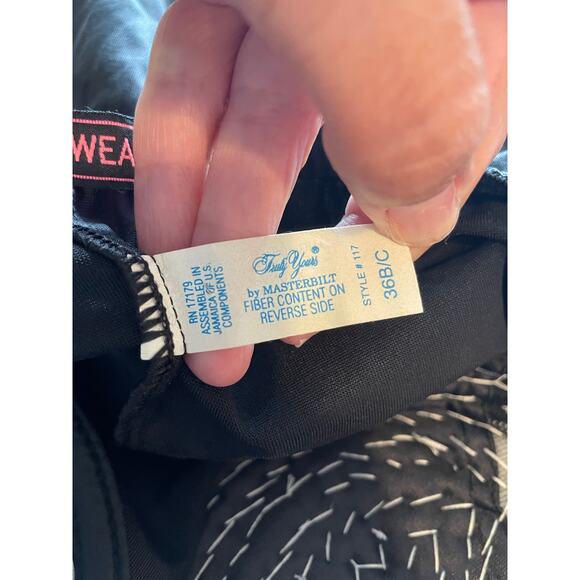 WEA
RN 17179
ASSEMBLED IN
JAMAICA OF U.S.
COMPONENTS
Truly Yours®
by MASTERBILT
FIBER CONTENT ON
REVERSE SIDE
STYLE # 117
36B/C